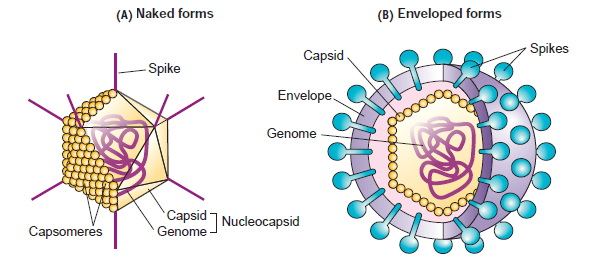 (A) Naked forms
Spike
Capsomeres
Capsid
Genome
Nucleocapsid
(B) Enveloped forms
Capsid
Spikes
Envelope
Genome